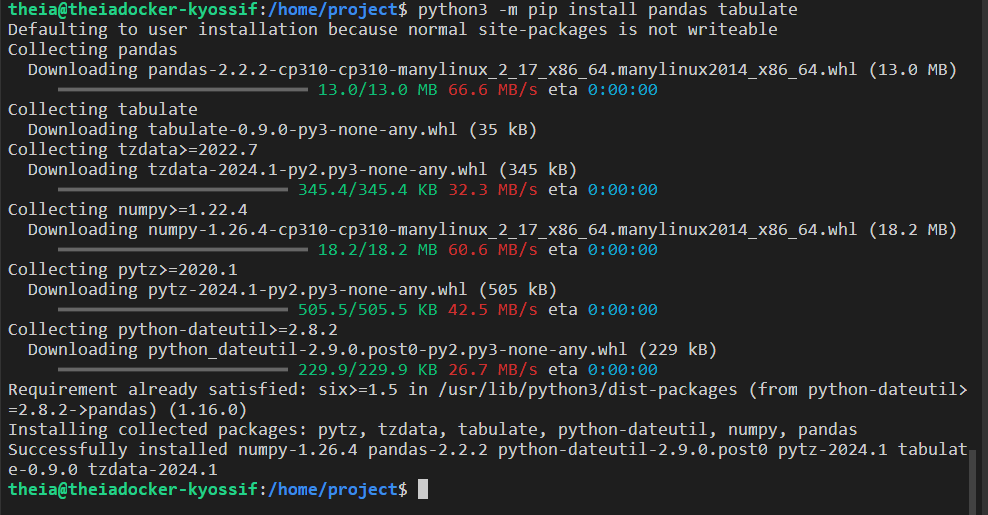 theia@theiadocker-kyossif:/home/project$ python3 -m pip install pandas tabulate
Defaulting to user installation because normal site-packages is not writeable
Collecting pandas
  Downloading pandas-2.2.2-cp310-cp310-manylinux_2_17_x86_64.manylinux2014_x86_64.whl (13.0 MB)
13.0/13.0 MB 66.6 MB/s eta 0:00:00
Collecting tabulate
  Downloading tabulate-0.9.0-py3-none-any.whl (35 kB)
Collecting tzdata>=2022.7
  Downloading tzdata-2024.1-py2.py3-none-any.whl (345 kB)
345.4/345.4 KB 32.3 MB/s eta 0:00:00
Collecting numpy>=1.22.4
  Downloading numpy-1.26.4-cp310-cp310-manylinux_2_17_x86_64.manylinux2014_x86_64.whl (18.2 MB)
18.2/18.2 MB 60.6 MB/s eta 0:00:00
Collecting pytz>=2020.1
  Downloading pytz-2024.1-py2.py3-none-any.whl (505 kB)
505.5/505.5 KB 42.5 MB/s eta 0:00:00
Collecting python-dateutil>=2.8.2
  Downloading python_dateutil-2.9.0.post0-py2.py3-none-any.whl (229 kB)
229.9/229.9 KB 26.7 MB/s eta 0:00:00
Requirement already satisfied: six>=1.5 in /usr/lib/python3/dist-packages (from python-dateutil>
=2.8.2->pandas) (1.16.0)
Installing collected packages: pytz, tzdata, tabulate, python-dateutil, numpy, pandas
Successfully installed numpy-1.26.4 pandas-2.2.2 python-dateutil-2.9.0.post0 pytz-2024.1 tabulat
e-0.9.0 tzdata-2024.1
theia@theiadocker-kyossif:/home/project$